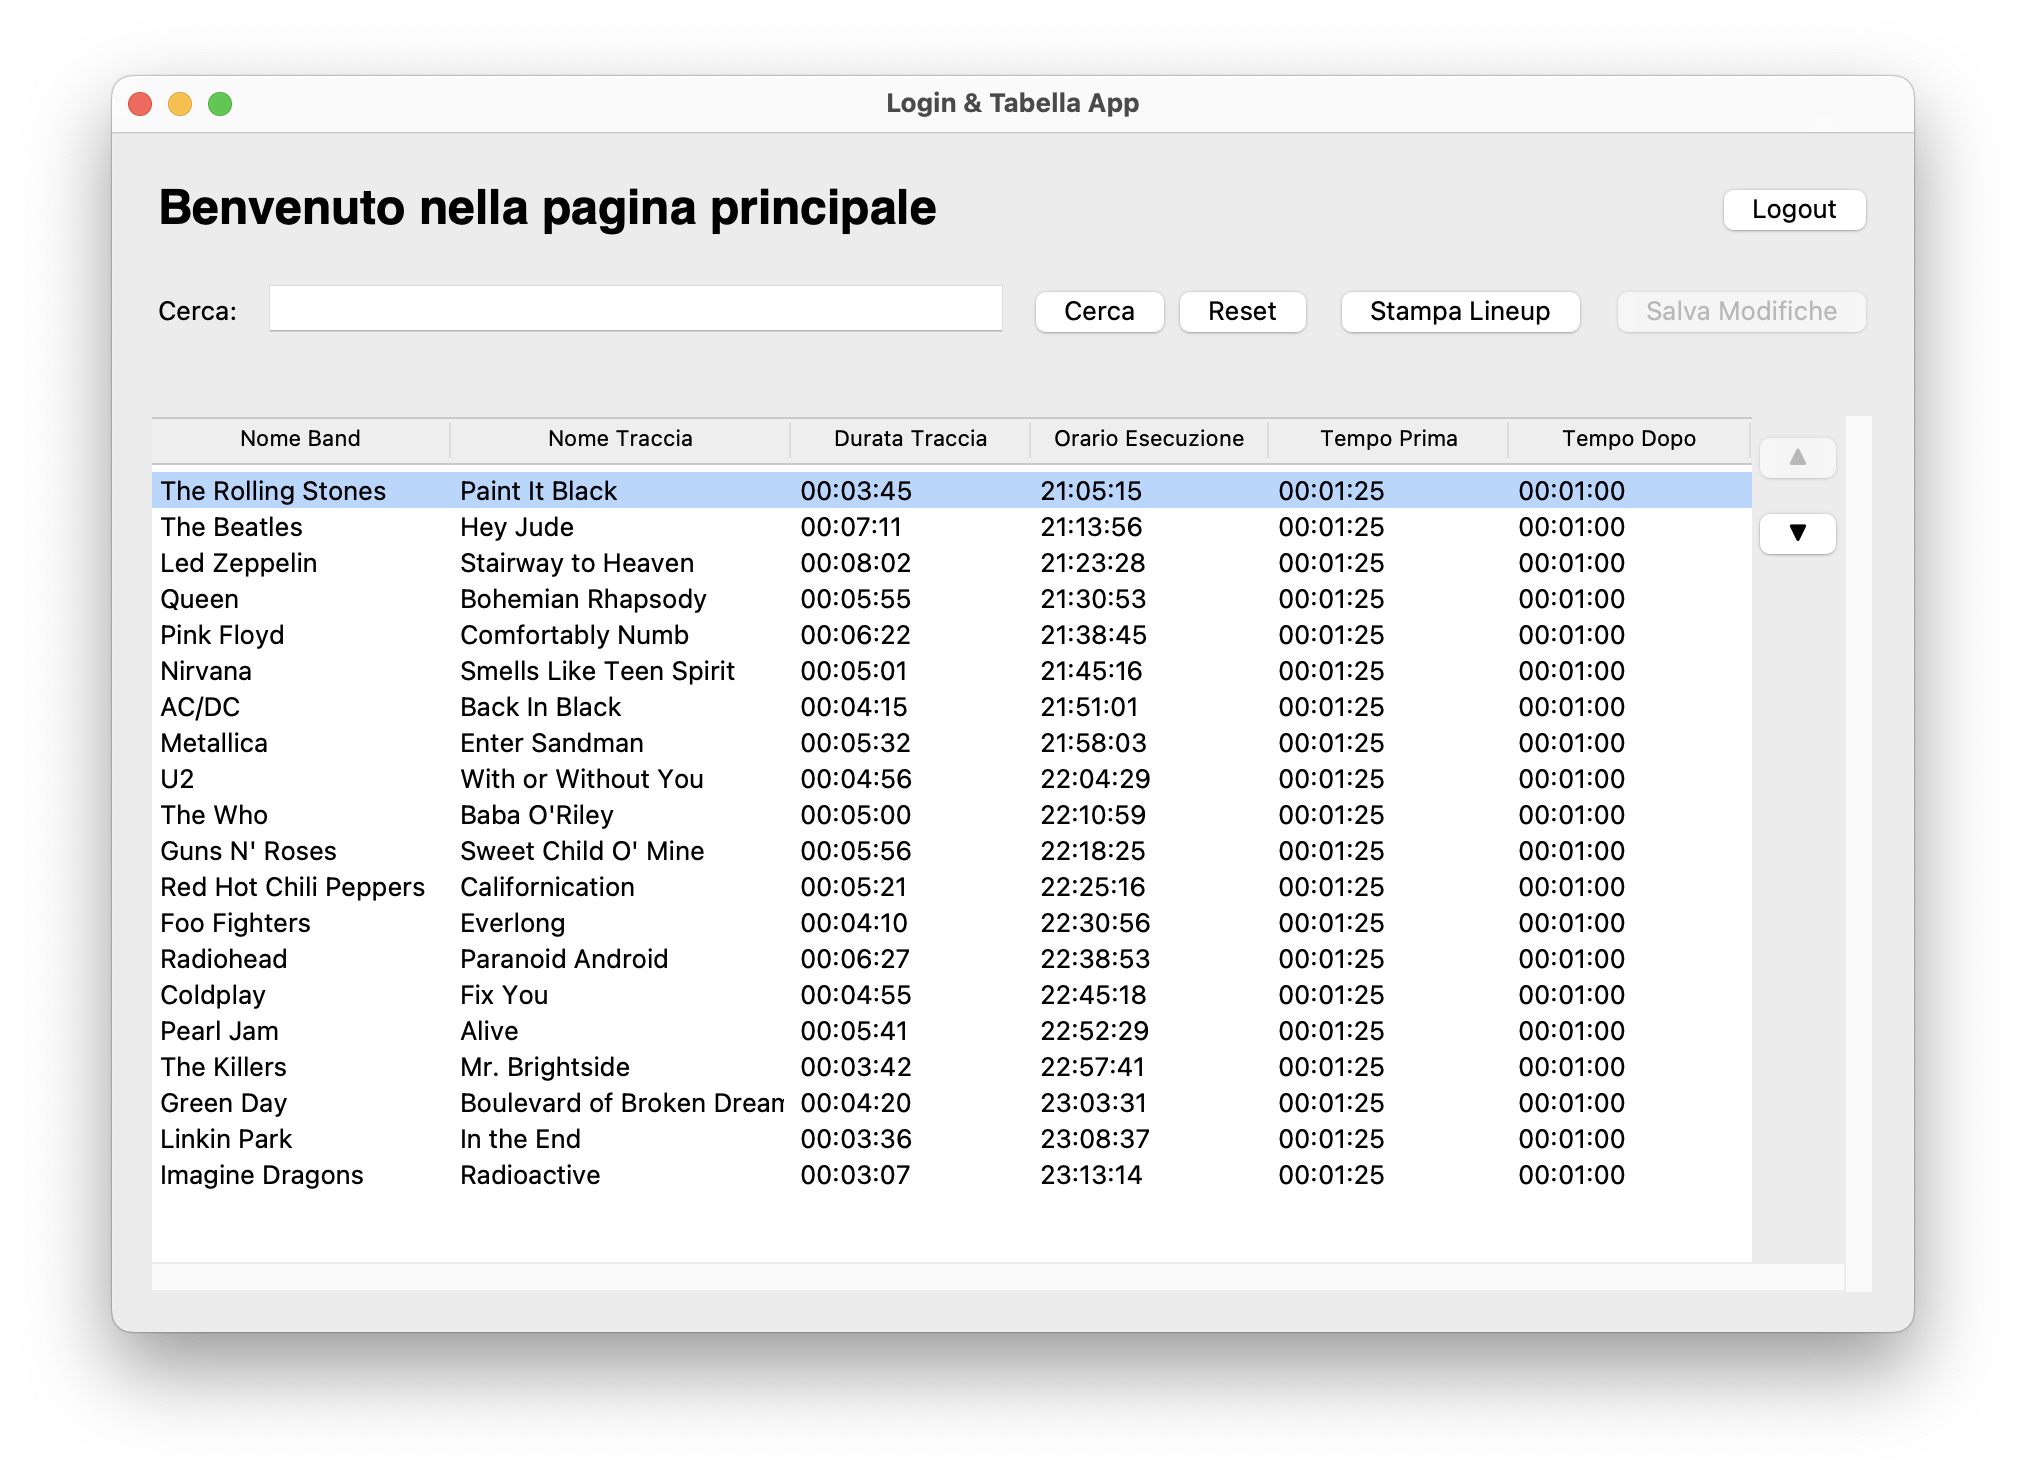 Login & Tabella App
Benvenuto nella pagina principale
Logout
Cerca:
Cerca
Reset
Stampa Lineup
Salva Modifiche
Nome Band Nome Traccia Durata Traccia Orario Esecuzione Tempo Prima Tempo Dopo
The Rolling Stones Paint It Black 00:03:45 21:05:15 00:01:25 00:01:00
The Beatles Hey Jude 00:07:11 21:13:56 00:01:25 00:01:00
Led Zeppelin Stairway to Heaven 00:08:02 21:23:28 00:01:25 00:01:00
Queen Bohemian Rhapsody 00:05:55 21:30:53 00:01:25 00:01:00
Pink Floyd Comfortably Numb 00:06:22 21:38:45 00:01:25 00:01:00
Nirvana Smells Like Teen Spirit 00:05:01 21:45:16 00:01:25 00:01:00
AC/DC Back In Black 00:04:15 21:51:01 00:01:25 00:01:00
Metallica Enter Sandman 00:05:32 21:58:03 00:01:25 00:01:00
U2 With or Without You 00:04:56 22:04:29 00:01:25 00:01:00
The Who Baba O'Riley 00:05:00 22:10:59 00:01:25 00:01:00
Guns N' Roses Sweet Child O' Mine 00:05:56 22:18:25 00:01:25 00:01:00
Red Hot Chili Peppers Californication 00:05:21 22:25:16 00:01:25 00:01:00
Foo Fighters Everlong 00:04:10 22:30:56 00:01:25 00:01:00
Radiohead Paranoid Android 00:06:27 22:38:53 00:01:25 00:01:00
Coldplay Fix You 00:04:55 22:45:18 00:01:25 00:01:00
Pearl Jam Alive 00:05:41 22:52:29 00:01:25 00:01:00
The Killers Mr. Brightside 00:03:42 22:57:41 00:01:25 00:01:00
Green Day Boulevard of Broken Dream 00:04:20 23:03:31 00:01:25 00:01:00
Linkin Park In the End 00:03:36 23:08:37 00:01:25 00:01:00
Imagine Dragons Radioactive 00:03:07 23:13:14 00:01:25 00:01:00